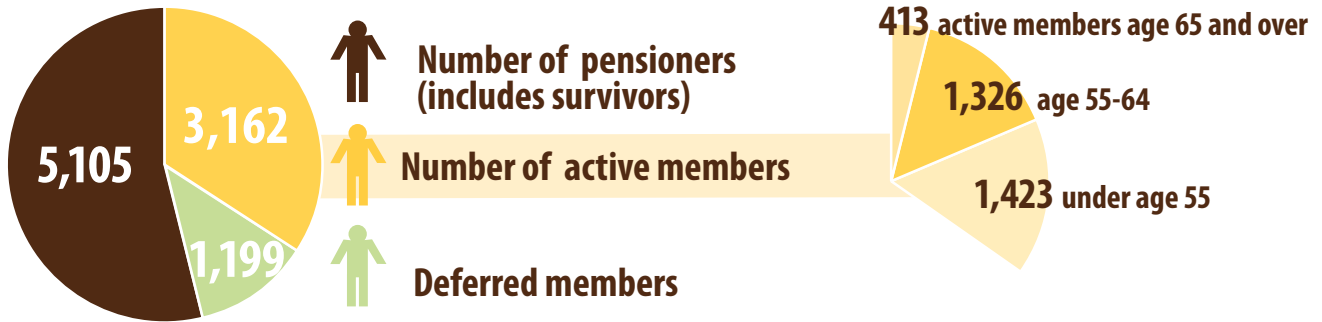 5,105
3,162
1,199
Number of pensioners
(includes survivors)
Number of active members
Deferred members
413 active members age 65 and over
1,326 age 55-64
1,423 under age 55